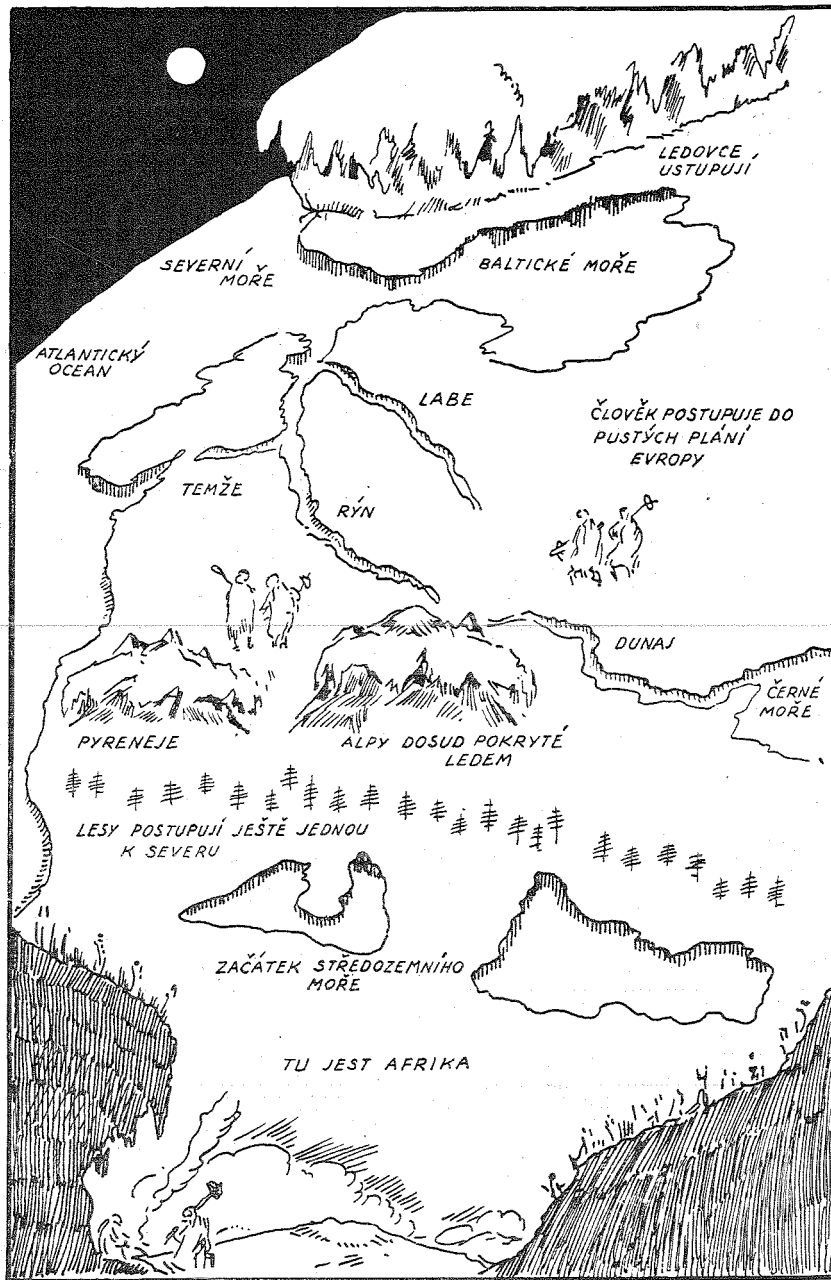 LEDOVCE
USTUPUJÍ
SEVERNÍ
MOŘE
BALTICKÉ MOŘE
ATLANTICKÝ
OCEAN
LABE
ČLOVĚK POSTUPUJE DO
PUSTÝCH PLÁNÍ
EVROPY
TEMŽE
RÝN
DUNAJ
ČERNÉ
MOŘE
PYRENEJE
ALPY DOSUD POKRYTÉ
LEDEM
LESY POSTUPUJÍ JEŠTĚ JEDNOU
K SEVERU
ZAČÁTEK STŘEDOZEMNÍHO
MOŘE
TU JEST AFRIKA